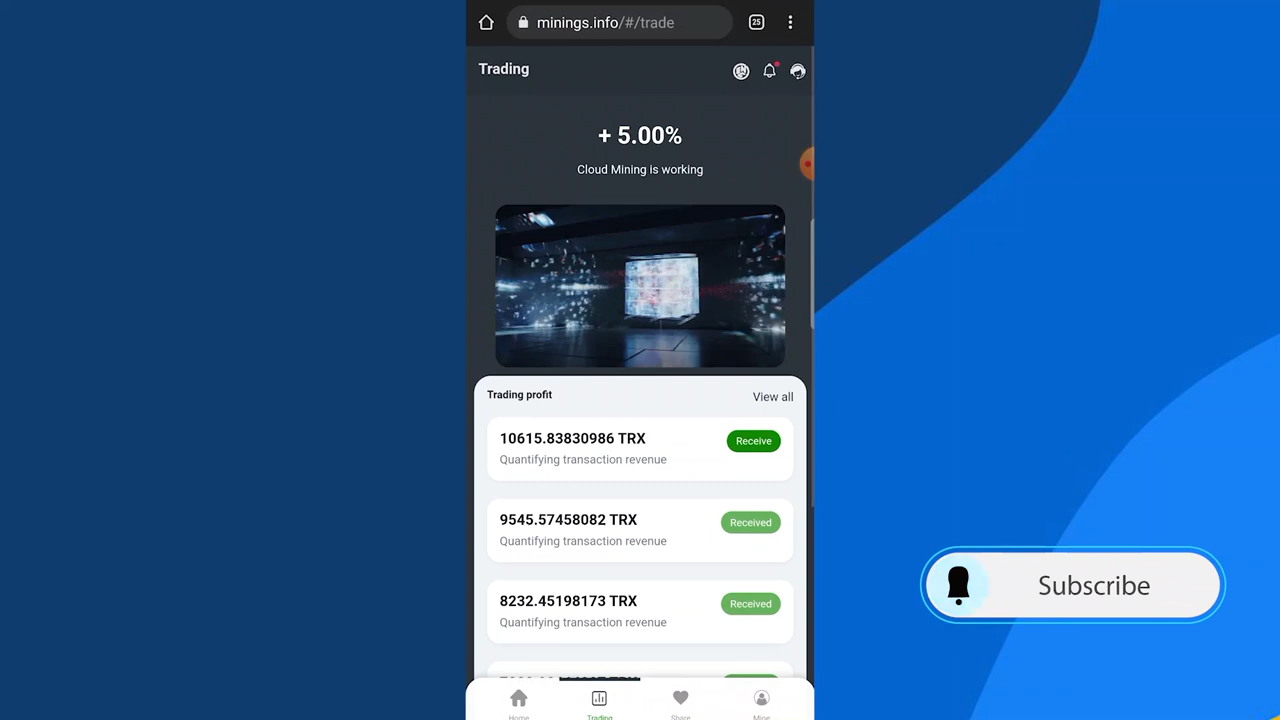 minings.info/#/trade
25
Trading
+ 5.00%
Cloud Mining is working
Trading profit
View all
10615.83830986 TRX
Receive
Quantifying transaction revenue
9545.57458082 TRX
Received
Quantifying transaction revenue
8232.45198173 TRX
Received
Quantifying transaction revenue
Home
Trading
Share
Mine
Subscribe